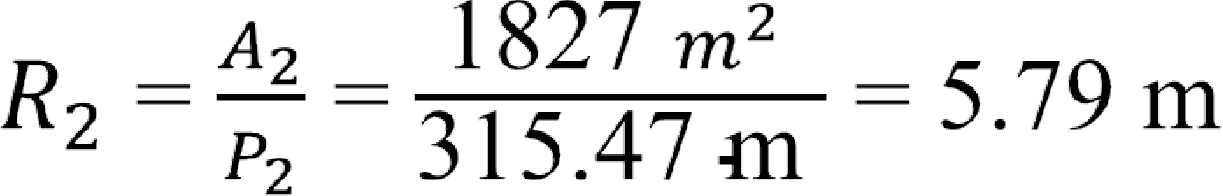 R₂ = A₂/P₂ = 1827 m²/315.47 m = 5.79 m